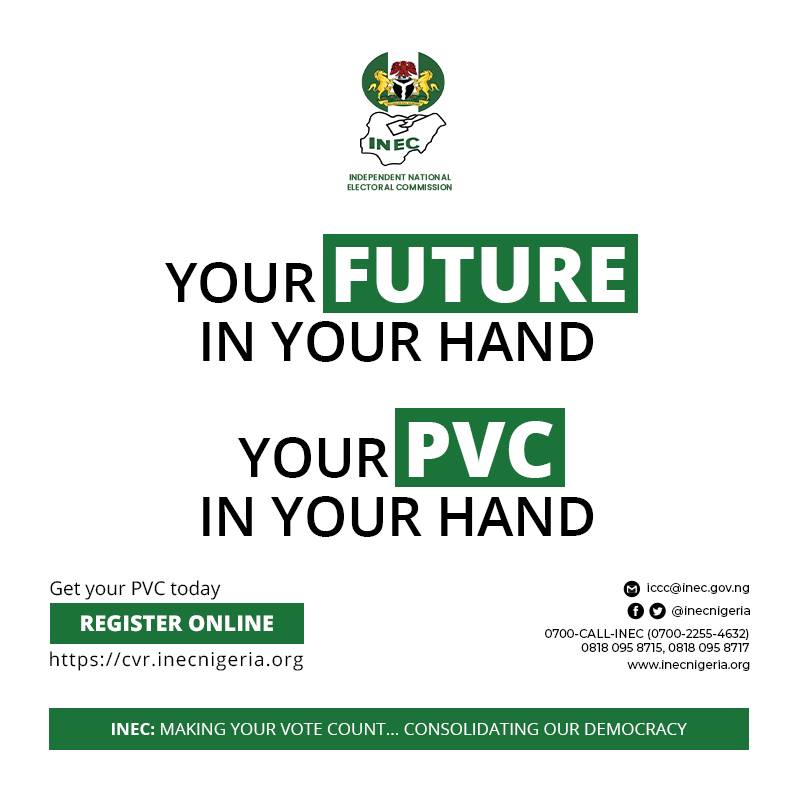 INEC
INDEPENDENT NATIONAL
ELECTORAL COMMISSION
YOUR FUTURE
IN YOUR HAND
YOUR PVC
IN YOUR HAND
Get your PVC today
REGISTER ONLINE
https://cvr.inecnigeria.org
iccc@inec.gov.ng
@inecnigeria
0700-CALL-INEC (0700-2255-4632)
0818 095 8715, 0818 095 8717
www.inecnigeria.org
INEC: MAKING YOUR VOTE COUNT... CONSOLIDATING OUR DEMOCRACY